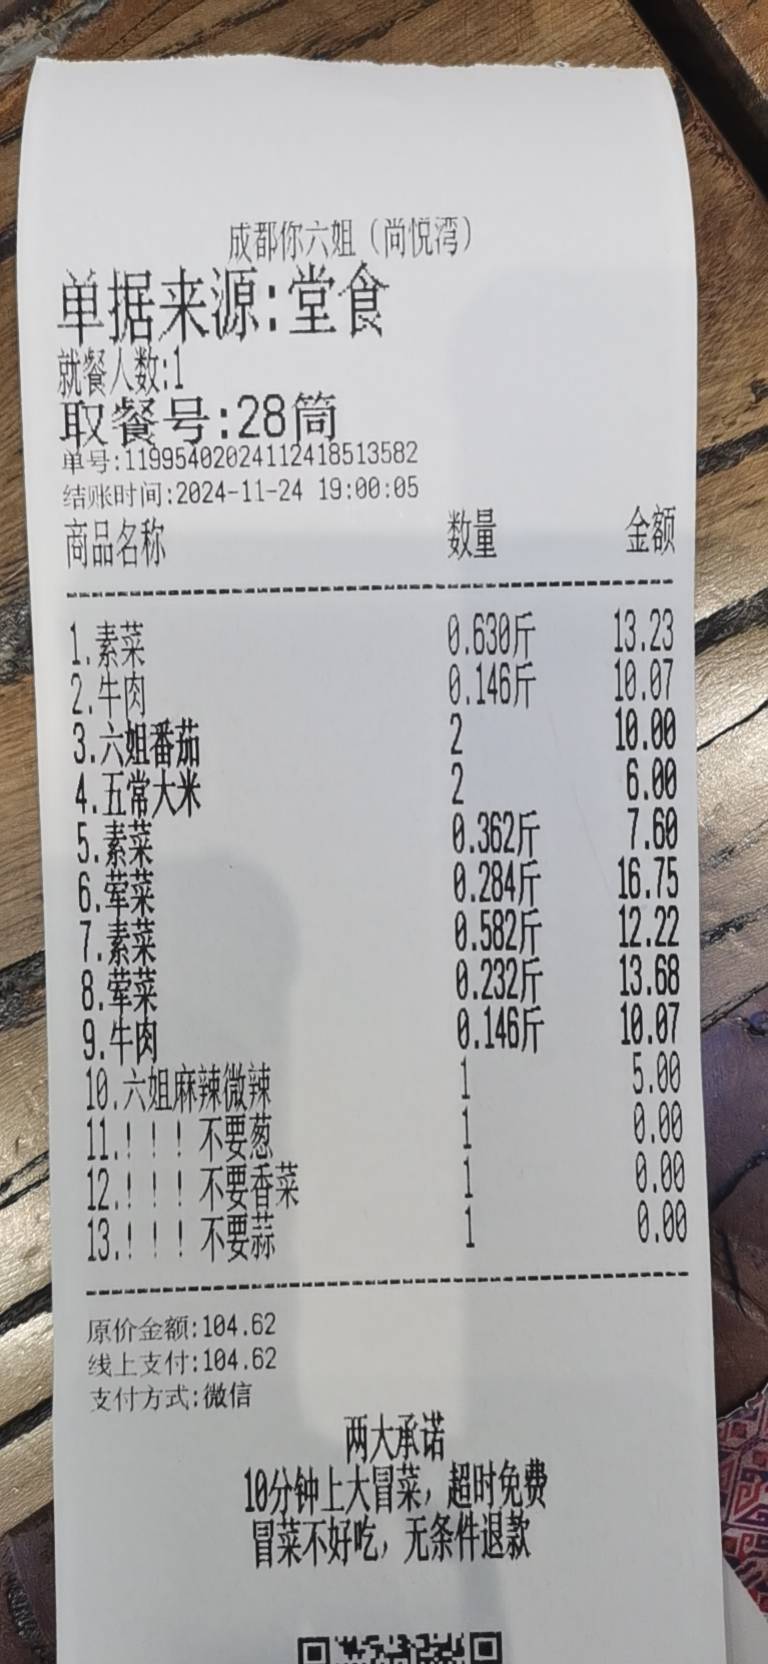 成都你六姐（尚悦湾）
单据来源:堂食
就餐人数:1
取餐号:28筒
单号:11995402024112418513582
结账时间:2024-11-24 19:00:05
商品名称 数量 金额
1.素菜 0.630斤 13.23
2.牛肉 0.146斤 10.07
3.六姐番茄 2 10.00
4.五常大米 2 6.00
5.素菜 0.362斤 7.60
6.荤菜 0.284斤 16.75
7.素菜 0.582斤 12.22
8.荤菜 0.232斤 13.68
9.牛肉 0.146斤 10.07
10.六姐麻辣微辣 1 5.00
11.!!!不要葱 1 0.00
12.!!!不要香菜 1 0.00
13.!!!不要蒜 1 0.00
原价金额:104.62
线上支付:104.62
支付方式:微信
两大承诺
10分钟上大冒菜，超时免费
冒菜不好吃，无条件退款